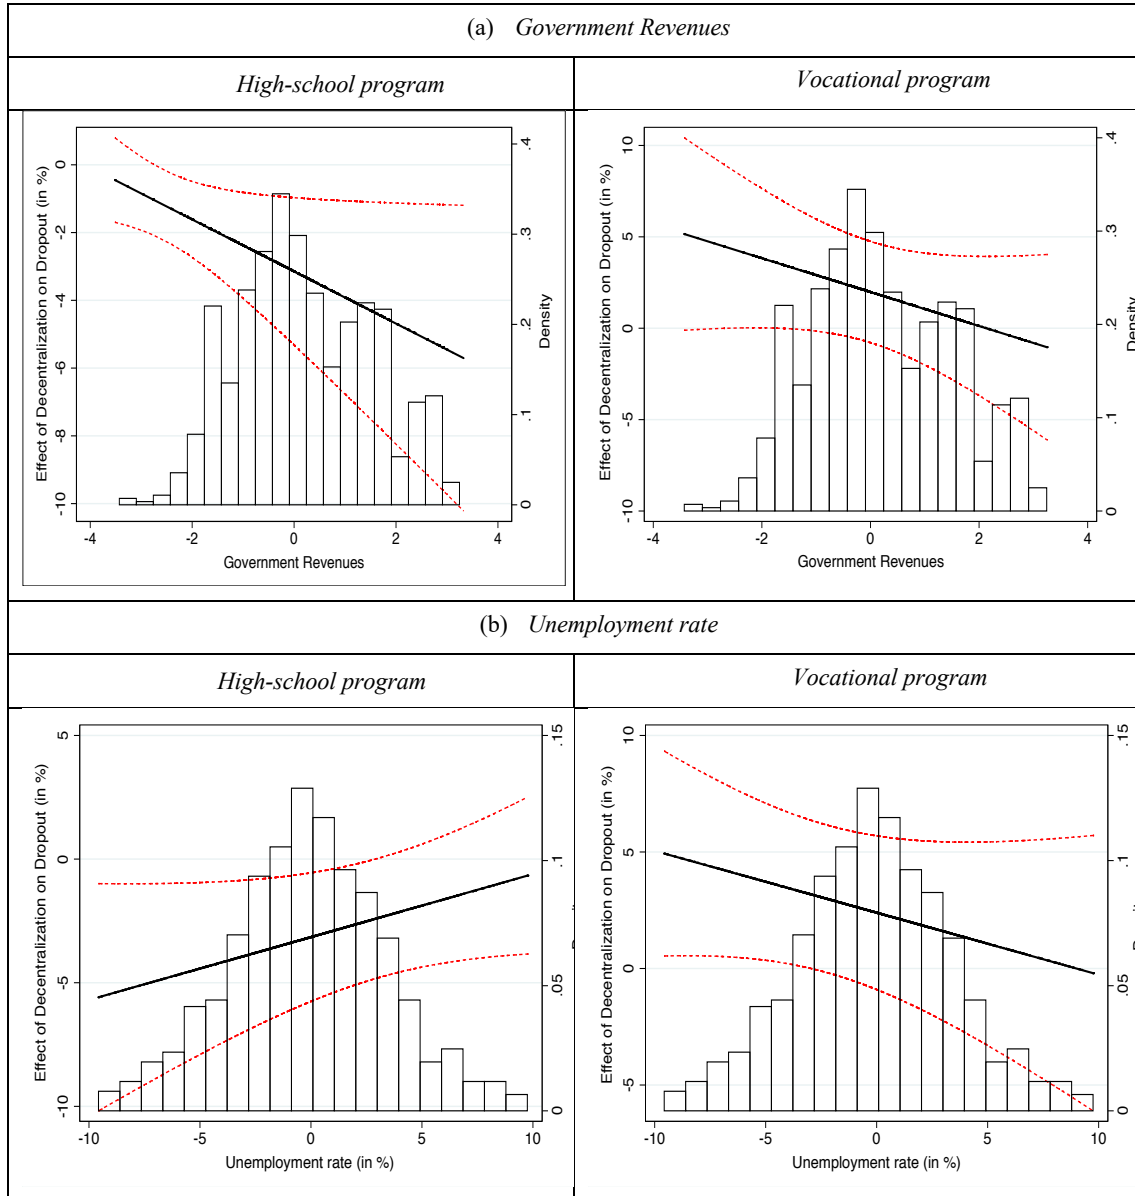 (a) Government Revenues
High-school program
Vocational program
Effect of Decentralization on Dropout (in %)
0
-2
-4
-6
-8
-10
.4
.3
.2
.1
0
Density
-4 -2 0 2 4
Government Revenues
Effect of Decentralization on Dropout (in %)
10
5
0
-5
-10
.4
.3
.2
.1
0
Density
-4 -2 0 2 4
Government Revenues
(b) Unemployment rate
High-school program
Vocational program
Effect of Decentralization on Dropout (in %)
5
0
-5
-10
.15
.1
.05
0
-10 -5 0 5 10
Unemployment rate (in %)
Effect of Decentralization on Dropout (in %)
10
5
0
-5
.15
.1
.05
0
-10 -5 0 5 10
Unemployment rate (in %)